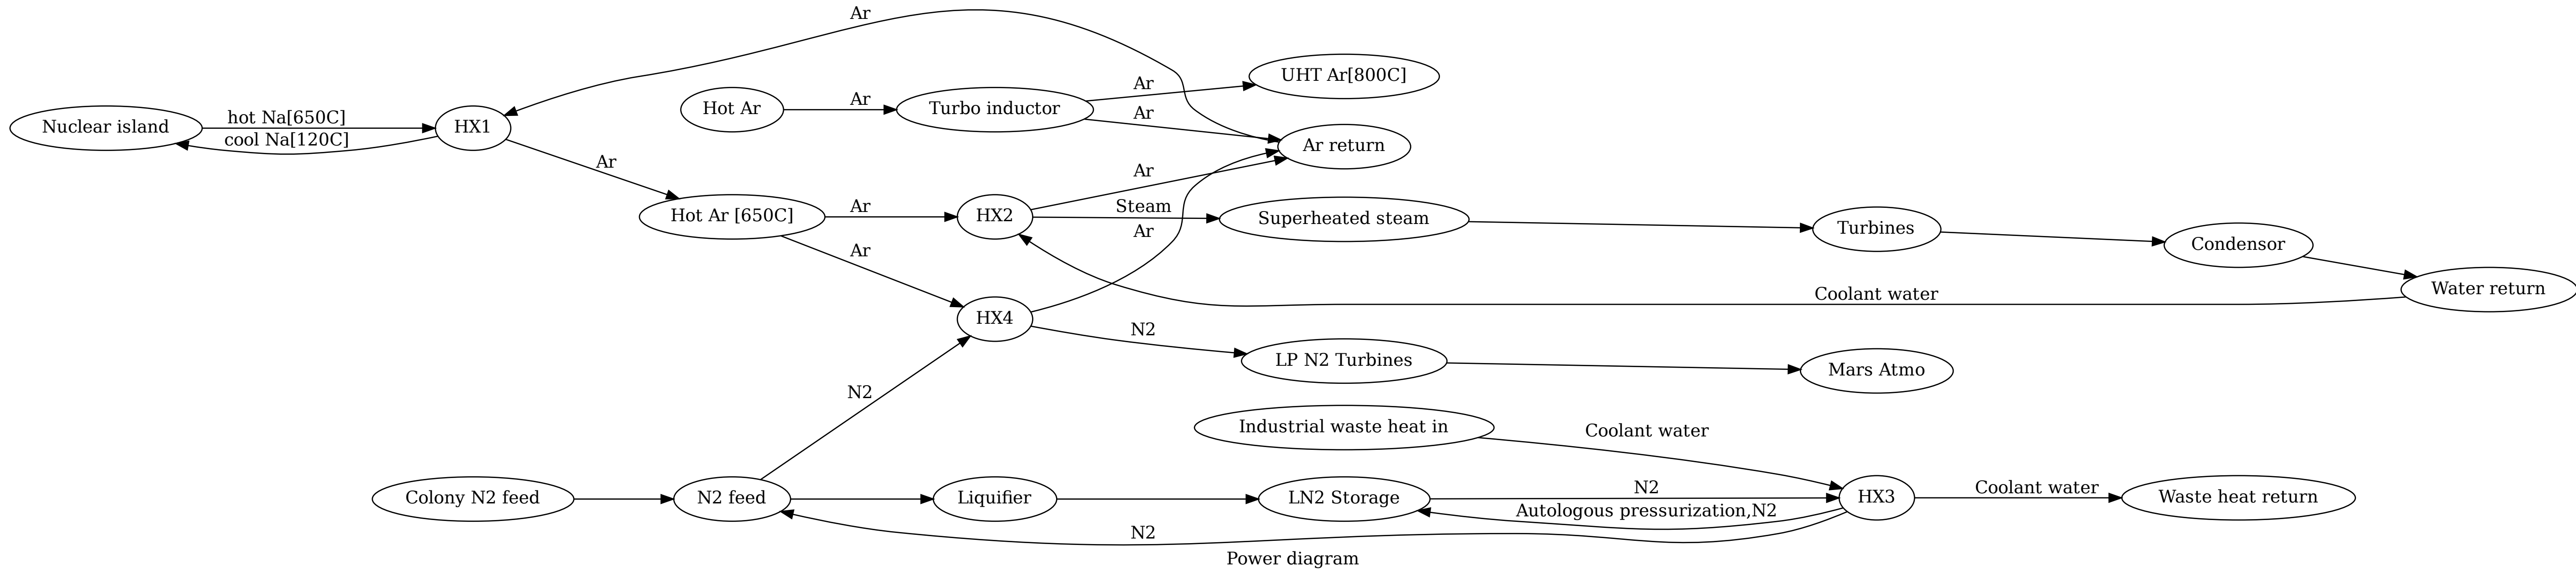 Ar
UHT Ar[800C]
Ar
Hot Ar
Ar
Turbo inductor
Ar
Nuclear island
hot Na[650C]
cool Na[120C]
HX1
Ar return
Ar
Ar
Hot Ar [650C]
Ar
HX2
Steam
Superheated steam
Turbines
Condensor
Ar
Ar
Water return
Coolant water
HX4
N2
LP N2 Turbines
Mars Atmo
N2
Industrial waste heat in
Coolant water
Colony N2 feed
N2 feed
Liquifier
LN2 Storage
N2
Autologous pressurization,N2
HX3
Coolant water
Waste heat return
N2
Power diagram